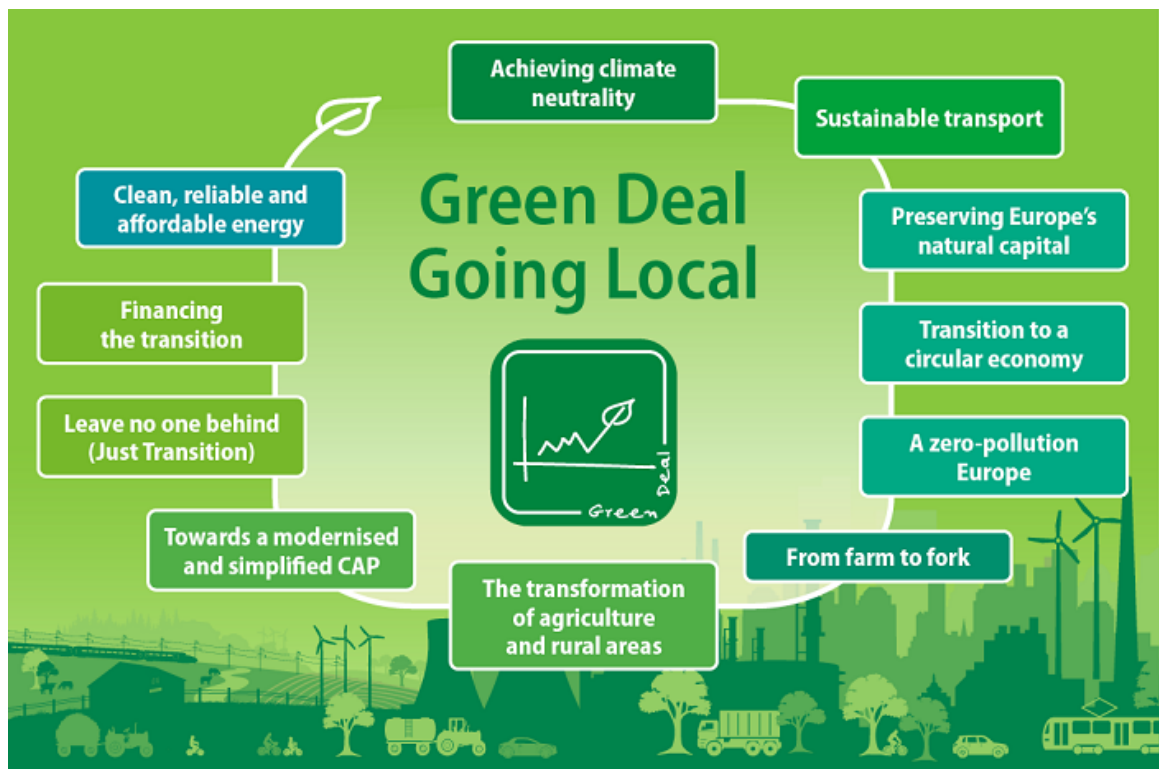 Achieving climate
neutrality
Sustainable transport
Clean, reliable and
affordable energy
Green Deal
Going Local
Preserving Europe's
natural capital
Financing
the transition
Transition to a
circular economy
Leave no one behind
(Just Transition)
A zero-pollution
Europe
Green Deal
Towards a modernised
and simplified CAP
From farm to fork
The transformation
of agriculture
and rural areas